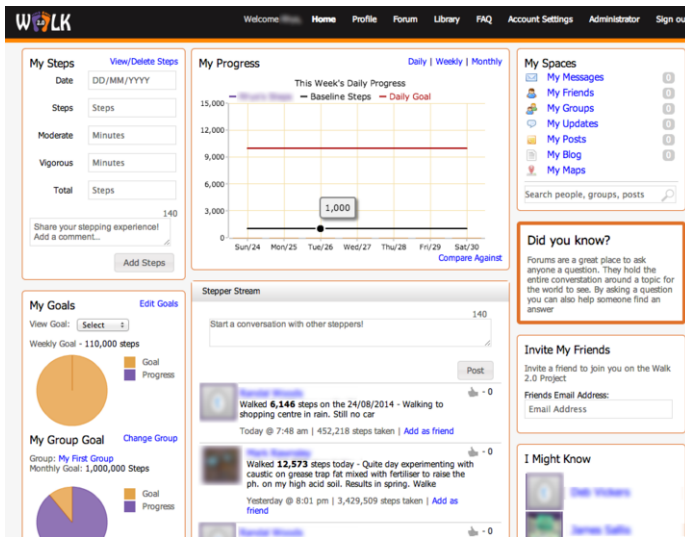 WALK 2.0
Welcome
Home Profile Forum Library FAQ Account Settings Administrator Sign ou
My Steps
View/Delete Steps
Date DD/MM/YYYY
Steps Steps
Moderate Minutes
Vigorous Minutes
Total Steps
140
Share your stepping experience!
Add a comment...
Add Steps
My Goals
Edit Goals
View Goal: Select
Weekly Goal - 110,000 steps
Goal
Progress
My Group Goal
Change Group
Group: My First Group
Monthly Goal: 1,000,000 Steps
Goal
Progress
My Progress
Daily | Weekly | Monthly
This Week's Daily Progress
Baseline Steps Daily Goal
15,000
12,000
9,000
6,000
3,000
0
1,000
Sun/24 Mon/25 Tue/26 Wed/27 Thu/28 Fri/29 Sat/30
Compare Against
Stepper Stream
140
Start a conversation with other steppers!
Post
- 0
Walked 6,146 steps on the 24/08/2014 - Walking to
shopping centre in rain. Still no car
Today @ 7:48 am | 452,218 steps taken | Add as friend
- 0
Walked 12,573 steps today - Quite day experimenting with
caustic on grease trap fat mixed with fertiliser to raise the
ph. on my high acid soil. Results in spring. Walke
Yesterday @ 8:01 pm | 3,429,509 steps taken | Add as
friend
- 0
My Spaces
My Messages 0
My Friends 0
My Groups 0
My Updates 0
My Posts 0
My Blog 0
My Maps
Search people, groups, posts
Did you know?
Forums are a great place to ask
anyone a question. They hold the
entire converstation around a topic for
the world to see. By asking a question
you can also help someone find an
answer
Invite My Friends
Invite a friend to join you on the Walk
2.0 Project
Friends Email Address:
Email Address
I Might Know